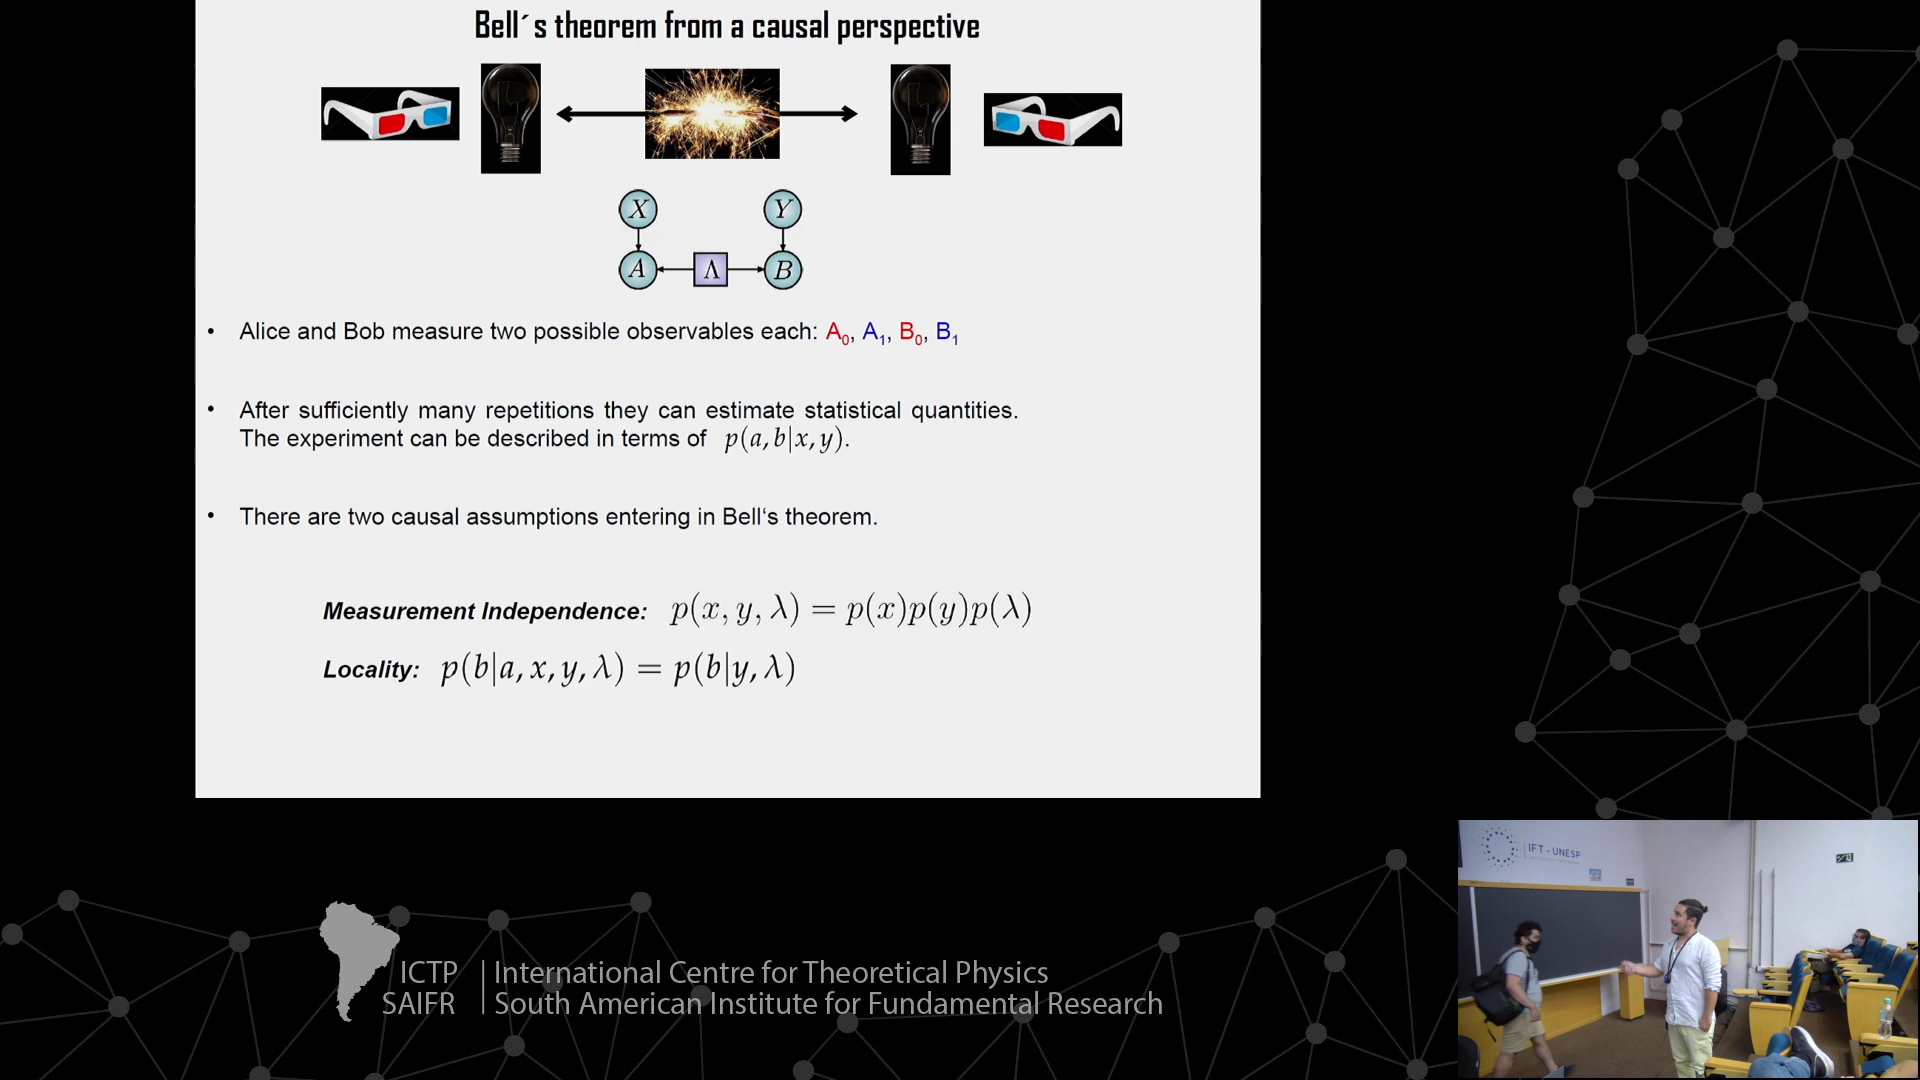 Bell´s theorem from a causal perspective
X Y
A Λ B
• Alice and Bob measure two possible observables each: A₀, A₁, B₀, B₁
• After sufficiently many repetitions they can estimate statistical quantities.
The experiment can be described in terms of p(a,b|x,y).
• There are two causal assumptions entering in Bell‘s theorem.
Measurement Independence: p(x, y, λ) = p(x)p(y)p(λ)
Locality: p(b|a, x, y, λ) = p(b|y, λ)
IFT - UNESP
ICTP | International Centre for Theoretical Physics
SAIFR | South American Institute for Fundamental Research